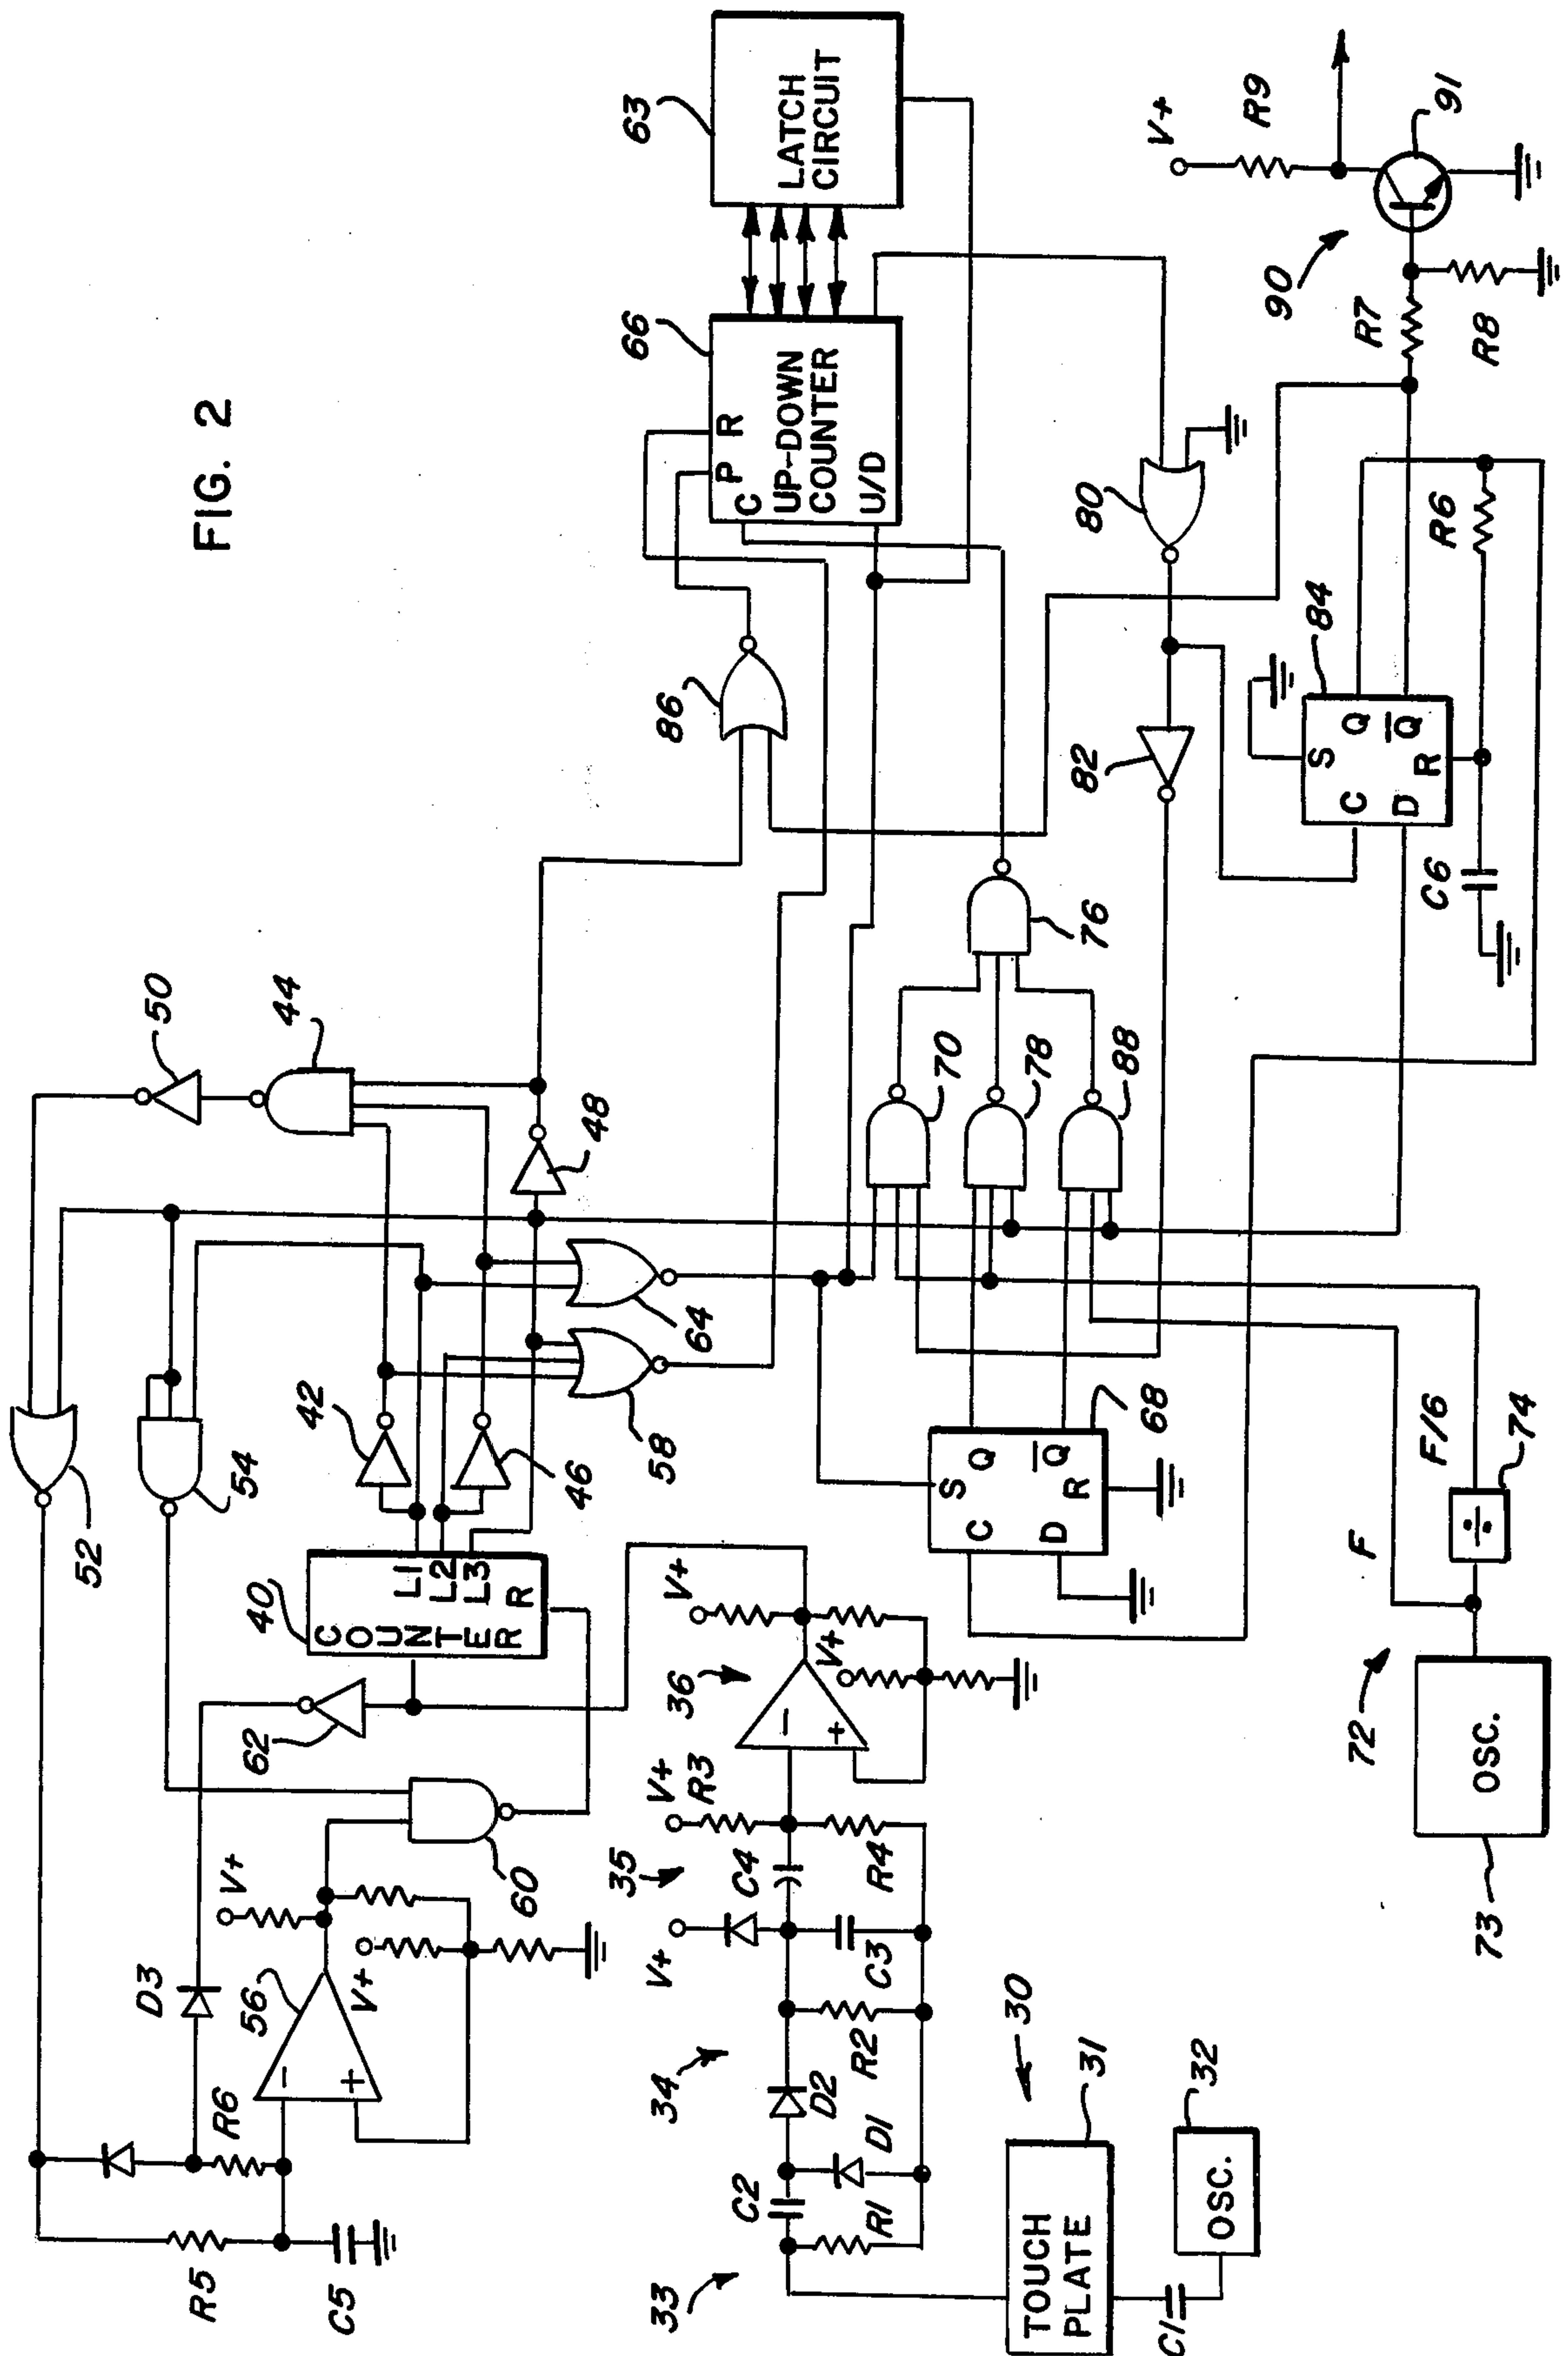 FIG. 2
50
44
52
54
42
46
48
58
64
40
COUNTER
L1
L2
L3
R
62
60
D3
V+
56
V+
-
+
R6
R5
C5
86
66
P R
C
UP-DOWN
COUNTER
U/D
63
LATCH
CIRCUIT
V+
36
V+
-
+
V+
R3
35
C4
R4
V+
C3
34
R2
D2
D1
C2
R1
33
30
TOUCH
PLATE
31
OSC.
32
C1
68
S
C Q
D Q
R
70
78
88
76
80
82
84
S
C Q
D Q
R
R6
C6
72
OSC.
73
F
F/6
÷
74
R7
R8
90
91
R9
V+